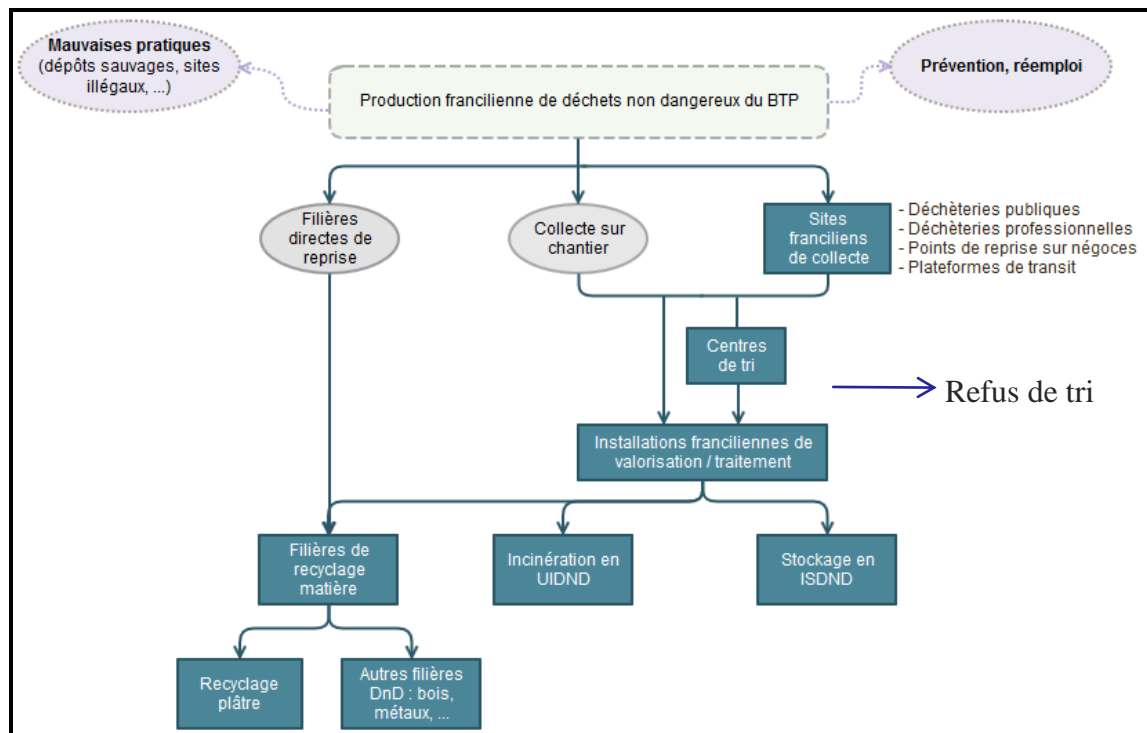 Mauvaises pratiques
(dépôts sauvages, sites
illégaux, ...)
Prévention, réemploi
Production francilienne de déchets non dangereux du BTP
Filières
directes de
reprise
Collecte sur
chantier
Sites
franciliens
de collecte
- Déchèteries publiques
- Déchèteries professionnelles
- Points de reprise sur négoces
- Plateformes de transit
Centres
de tri
Refus de tri
Installations franciliennes de
valorisation / traitement
Filières de
recyclage
matière
Incinération en
UIDND
Stockage en
ISDND
Recyclage
plâtre
Autres filières
DnD : bois,
métaux, ...